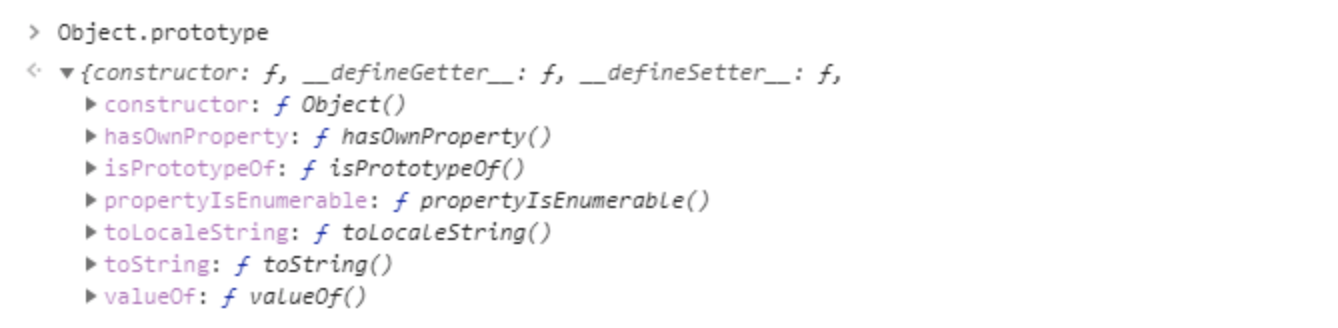 > Object.prototype
<· ▼{constructor: ƒ, __defineGetter__: ƒ, __defineSetter__: ƒ,
▶ constructor: ƒ Object()
▶ hasOwnProperty: ƒ hasOwnProperty()
▶ isPrototypeOf: ƒ isPrototypeOf()
▶ propertyIsEnumerable: ƒ propertyIsEnumerable()
▶ toLocaleString: ƒ toLocaleString()
▶ toString: ƒ toString()
▶ valueOf: ƒ valueOf()